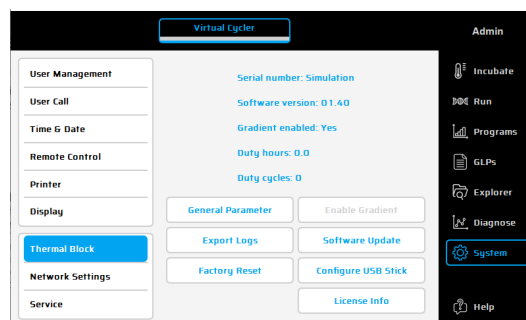 Virtual Cycler
Admin
User Management
User Call
Time & Date
Remote Control
Printer
Display
Thermal Block
Network Settings
Service
Serial number: Simulation
Software version: 01.40
Gradient enabled: Yes
Duty hours: 0.0
Duty cycles: 0
General Parameter
Enable Gradient
Export Logs
Software Update
Factory Reset
Configure USB Stick
License Info
Incubate
Run
Programs
GLPs
Explorer
Diagnose
System
Help